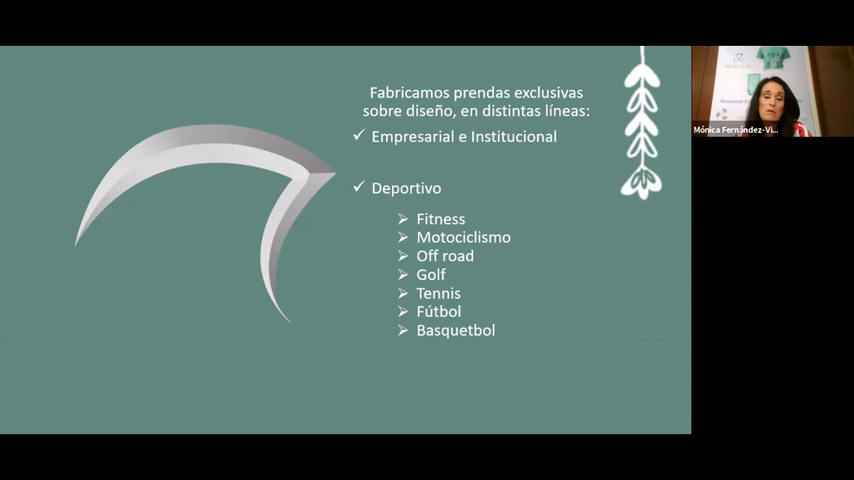 Fabricamos prendas exclusivas
sobre diseño, en distintas líneas:
✓ Empresarial e Institucional
✓ Deportivo
➢ Fitness
➢ Motociclismo
➢ Off road
➢ Golf
➢ Tennis
➢ Fútbol
➢ Basquetbol
Mónica Fernández-Vi...